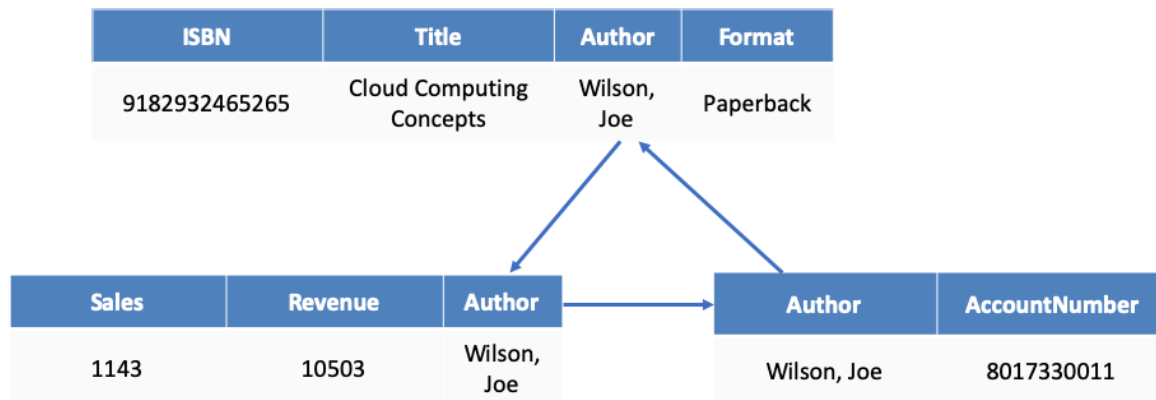 ISBN Title Author Format
9182932465265 Cloud Computing Concepts Wilson, Joe Paperback
Sales Revenue Author
1143 10503 Wilson, Joe
Author AccountNumber
Wilson, Joe 8017330011